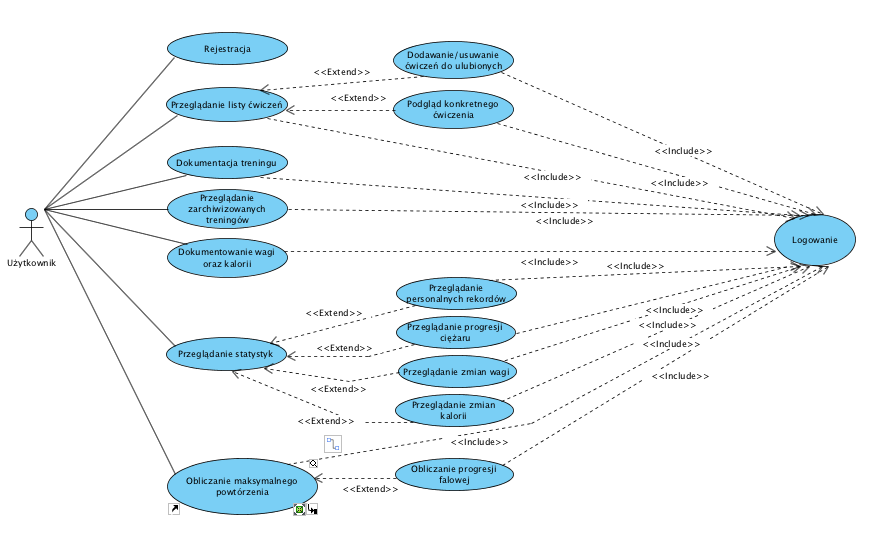 Rejestracja
Dodawanie/usuwanie
ćwiczeń do ulubionych
<<Extend>>
Przeglądanie listy ćwiczeń
<<Extend>>
Podgląd konkretnego
ćwiczenia
<<Include>>
Dokumentacja treningu
<<Include>>
<<Include>>
Przeglądanie
zarchiwizowanych
treningów
<<Include>>
<<Include>>
Użytkownik
Logowanie
Dokumentowanie wagi
oraz kalorii
<<Include>>
<<Include>>
Przeglądanie
personalnych rekordów
<<Extend>>
Przeglądanie progresji
ciężaru
<<Include>>
<<Include>>
Przeglądanie statystyk
<<Extend>>
<<Include>>
Przeglądanie zmian wagi
<<Include>>
<<Extend>>
Przeglądanie zmian
kalorii
<<Extend>>
<<Include>>
Obliczanie maksymalnego
powtórzenia
Obliczanie progresji
falowej
<<Extend>>